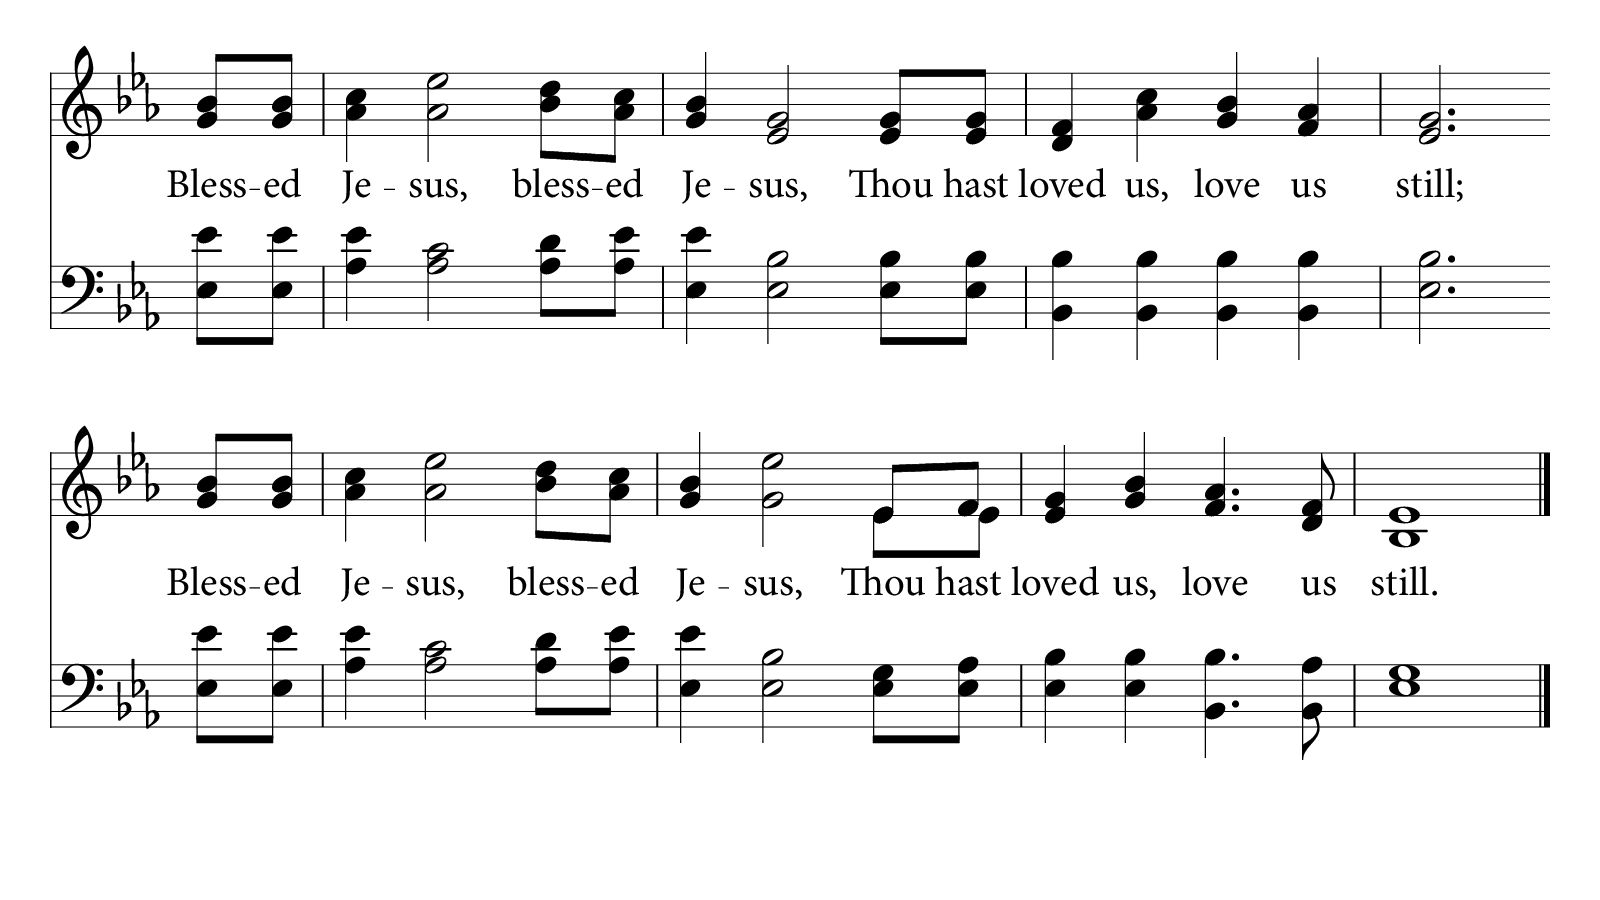 Bless-ed Je - sus, bless-ed Je - sus, Thou hast loved us, love us still;
Bless-ed Je - sus, bless-ed Je - sus, Thou hast loved us, love us still.